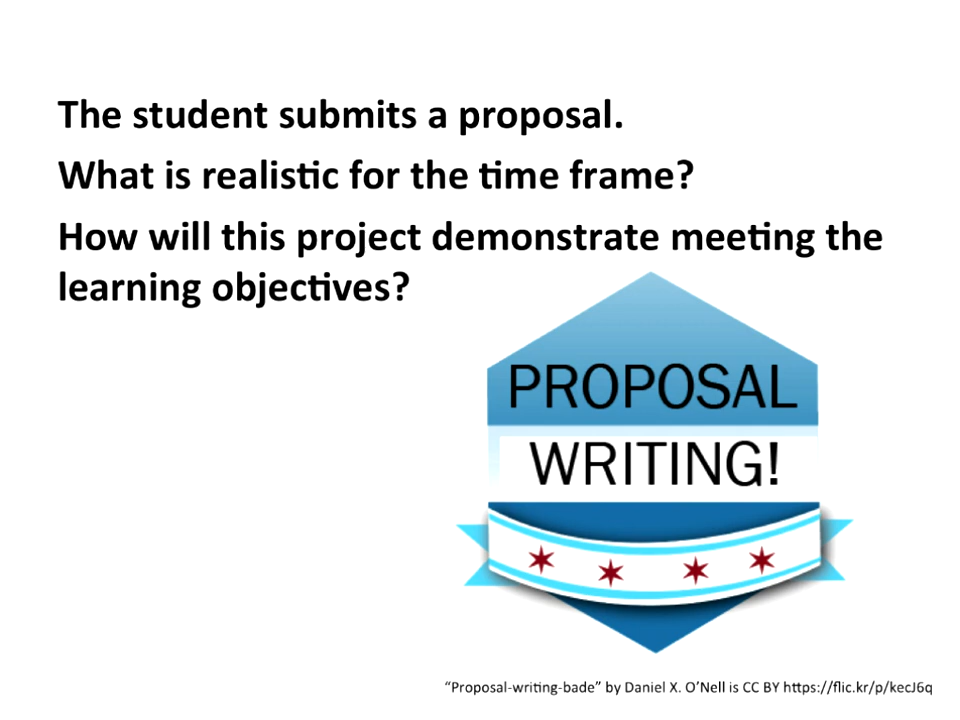 The student submits a proposal.
What is realistic for the time frame?
How will this project demonstrate meeting the
learning objectives?
PROPOSAL
WRITING!
“Proposal-writing-bade” by Daniel X. O’Nell is CC BY https://flic.kr/p/kecJ6q